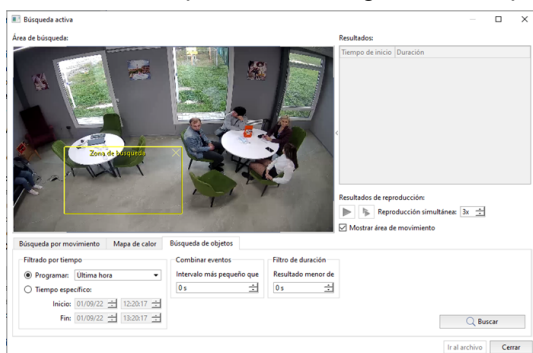 Búsqueda activa
Área de búsqueda:
Resultados:
Tiempo de inicio Duración
Zona de búsqueda
Resultados de reproducción:
Reproducción simultánea: 3x
Mostrar área de movimiento
Búsqueda por movimiento Mapa de calor Búsqueda de objetos
Filtrado por tiempo Combinar eventos Filtro de duración
Programar: Última hora Intervalo más pequeño que Resultado menor de
Tiempo específico: 0 s 0 s
Inicio: 01/09/22 12:20:17
Fin: 01/09/22 13:20:17
Buscar
Ir al archivo Cerrar